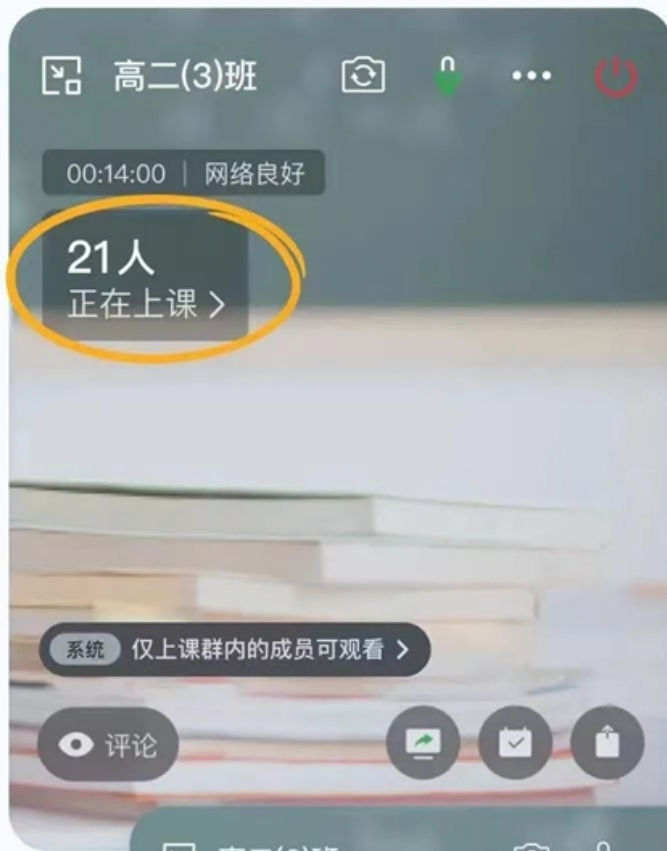 高二(3)班
00:14:00 | 网络良好
21人
正在上课
系统 仅上课群内的成员可观看
评论